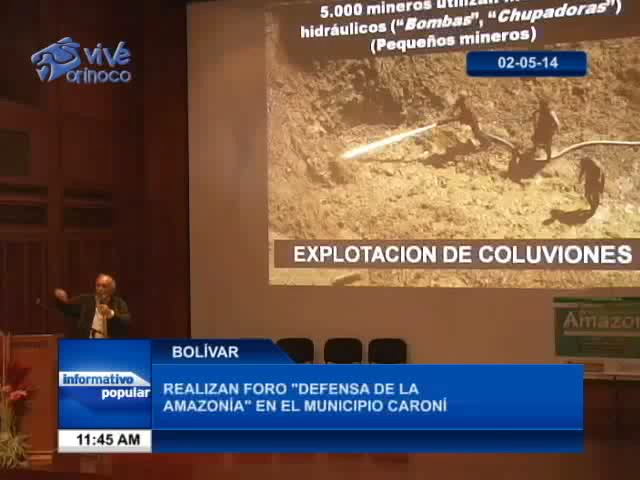 5.000 mineros utilizan
hidráulicos ("Bombas", "Chupadoras")
(Pequeños mineros)
vive
orinoco
02-05-14
EXPLOTACION DE COLUVIONES
Amazon
BOLÍVAR
informativo
popular
REALIZAN FORO "DEFENSA DE LA
AMAZONÍA" EN EL MUNICIPIO CARONÍ
11:45 AM